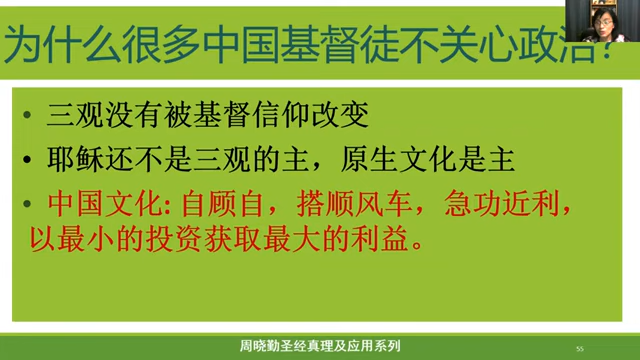 为什么很多中国基督徒不关心政治?
• 三观没有被基督信仰改变
• 耶稣还不是三观的主，原生文化是主
• 中国文化: 自顾自，搭顺风车，急功近利，
以最小的投资获取最大的利益。
周晓勤圣经真理及应用系列
55